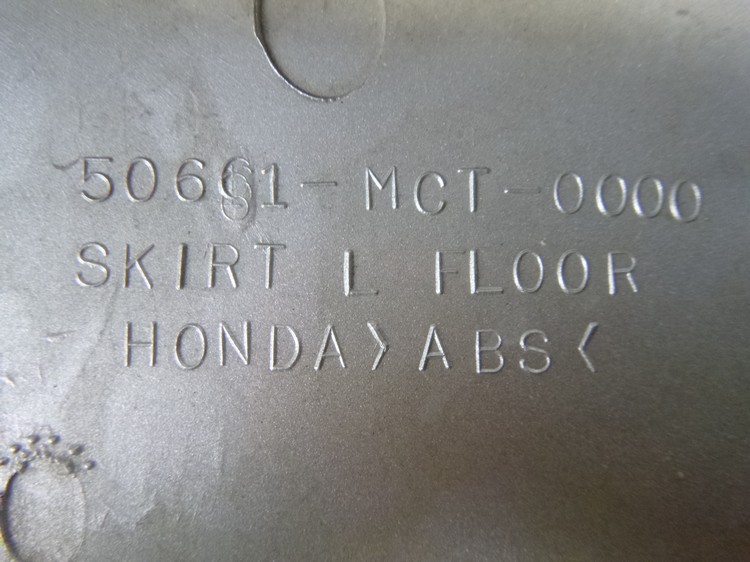 50661-MCT-0000
SKIRT L FLOOR
HONDA>ABS<